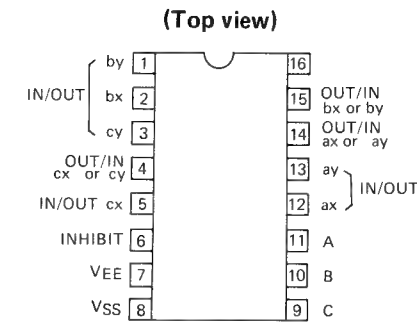 (Top view)
by 1
IN/OUT bx 2
cy 3
OUT/IN
cx or cy 4
IN/OUT cx 5
INHIBIT 6
VEE 7
VSS 8
16
15 OUT/IN
bx or by
14 OUT/IN
ax or ay
13 ay
IN/OUT
12 ax
11 A
10 B
9 C